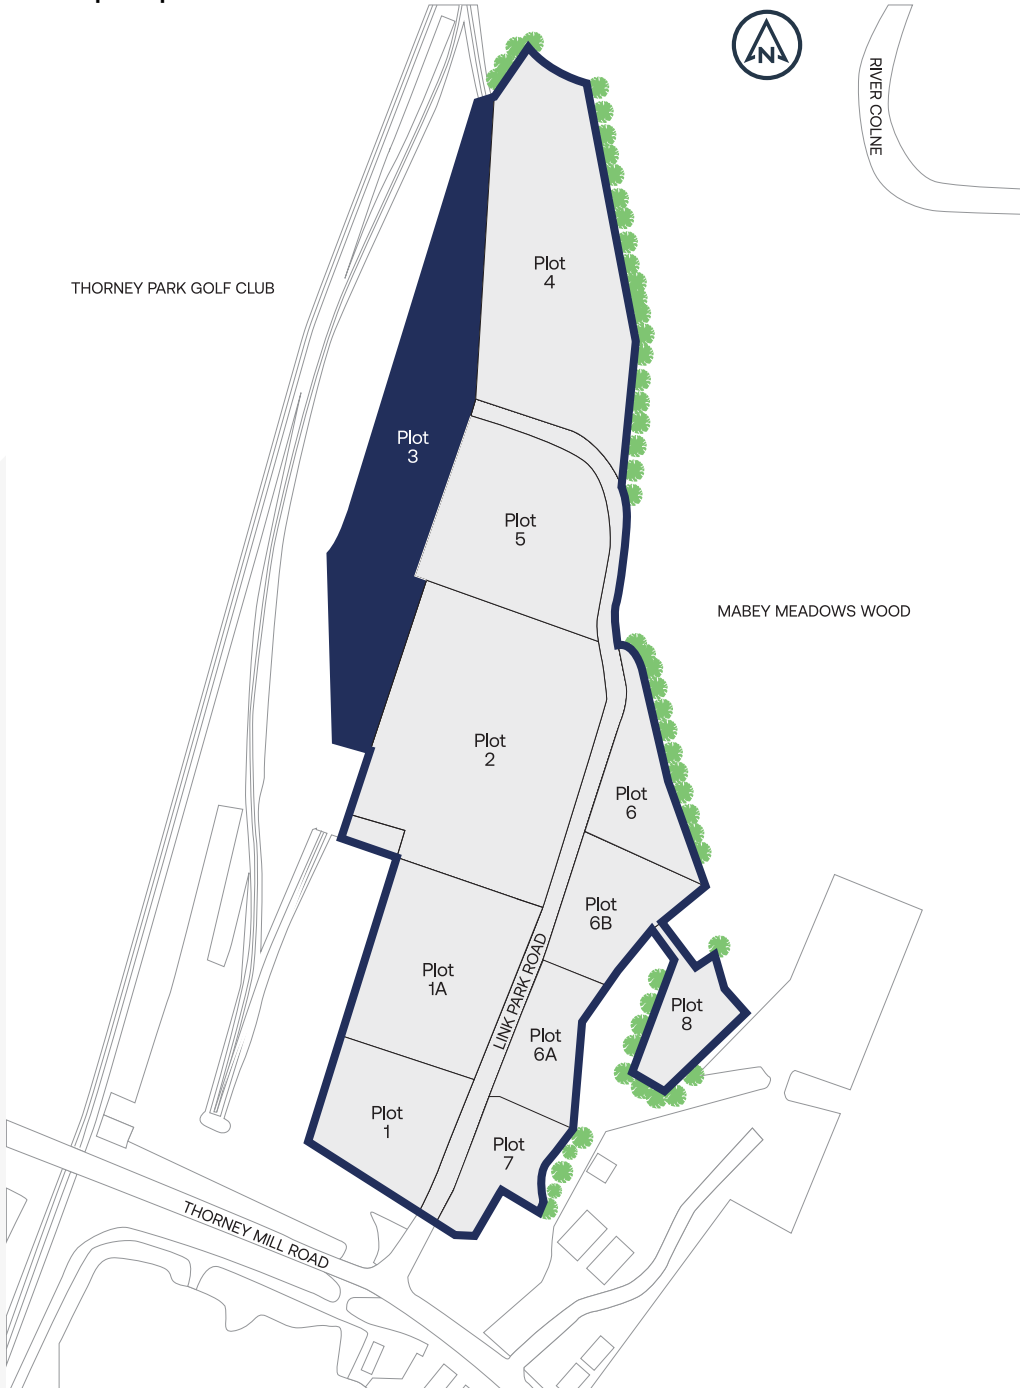 N
RIVER COLNE
Plot
4
THORNEY PARK GOLF CLUB
Plot
3
Plot
5
MABEY MEADOWS WOOD
Plot
2
Plot
6
Plot
6B
Plot
1A
LINK PARK ROAD
Plot
8
Plot
6A
Plot
1
Plot
7
THORNEY MILL ROAD